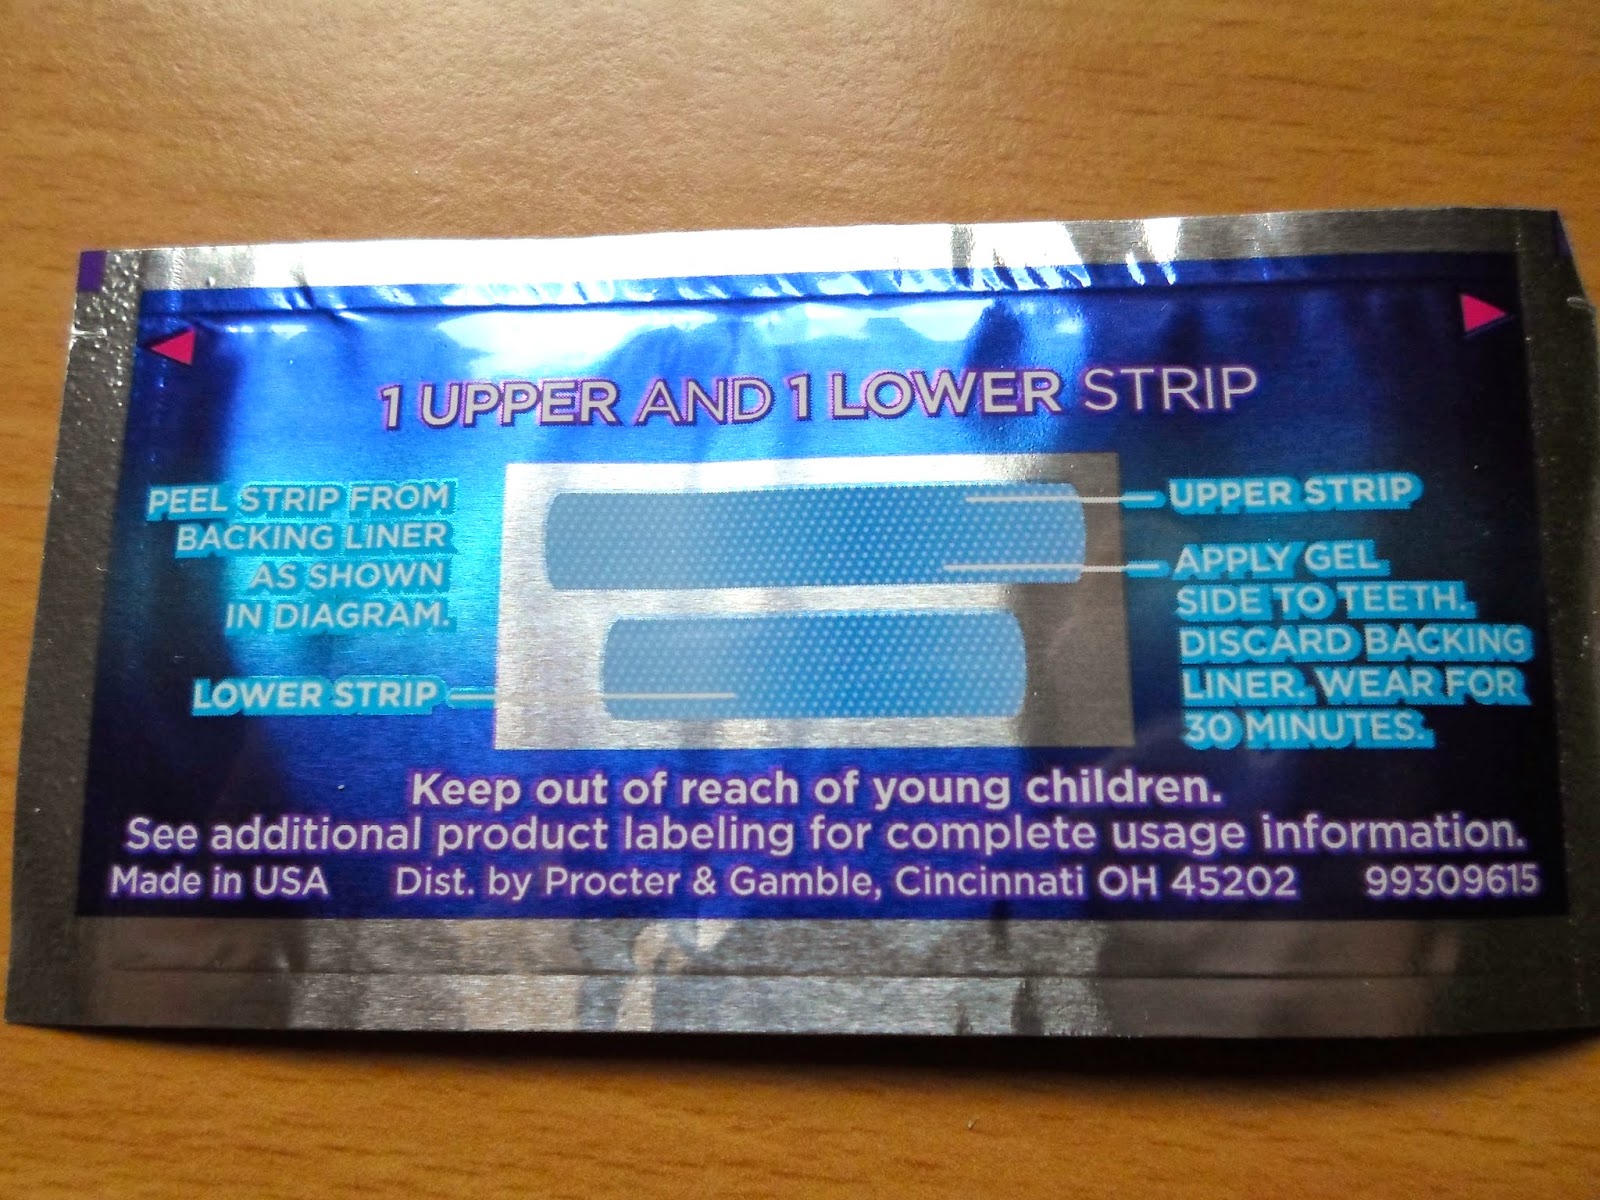 1 UPPER AND 1 LOWER STRIP
PEEL STRIP FROM
BACKING LINER
AS SHOWN
IN DIAGRAM.
LOWER STRIP
UPPER STRIP
APPLY GEL
SIDE TO TEETH.
DISCARD BACKING
LINER. WEAR FOR
30 MINUTES.
Keep out of reach of young children.
See additional product labeling for complete usage information.
Made in USA Dist. by Procter & Gamble, Cincinnati OH 45202 99309615